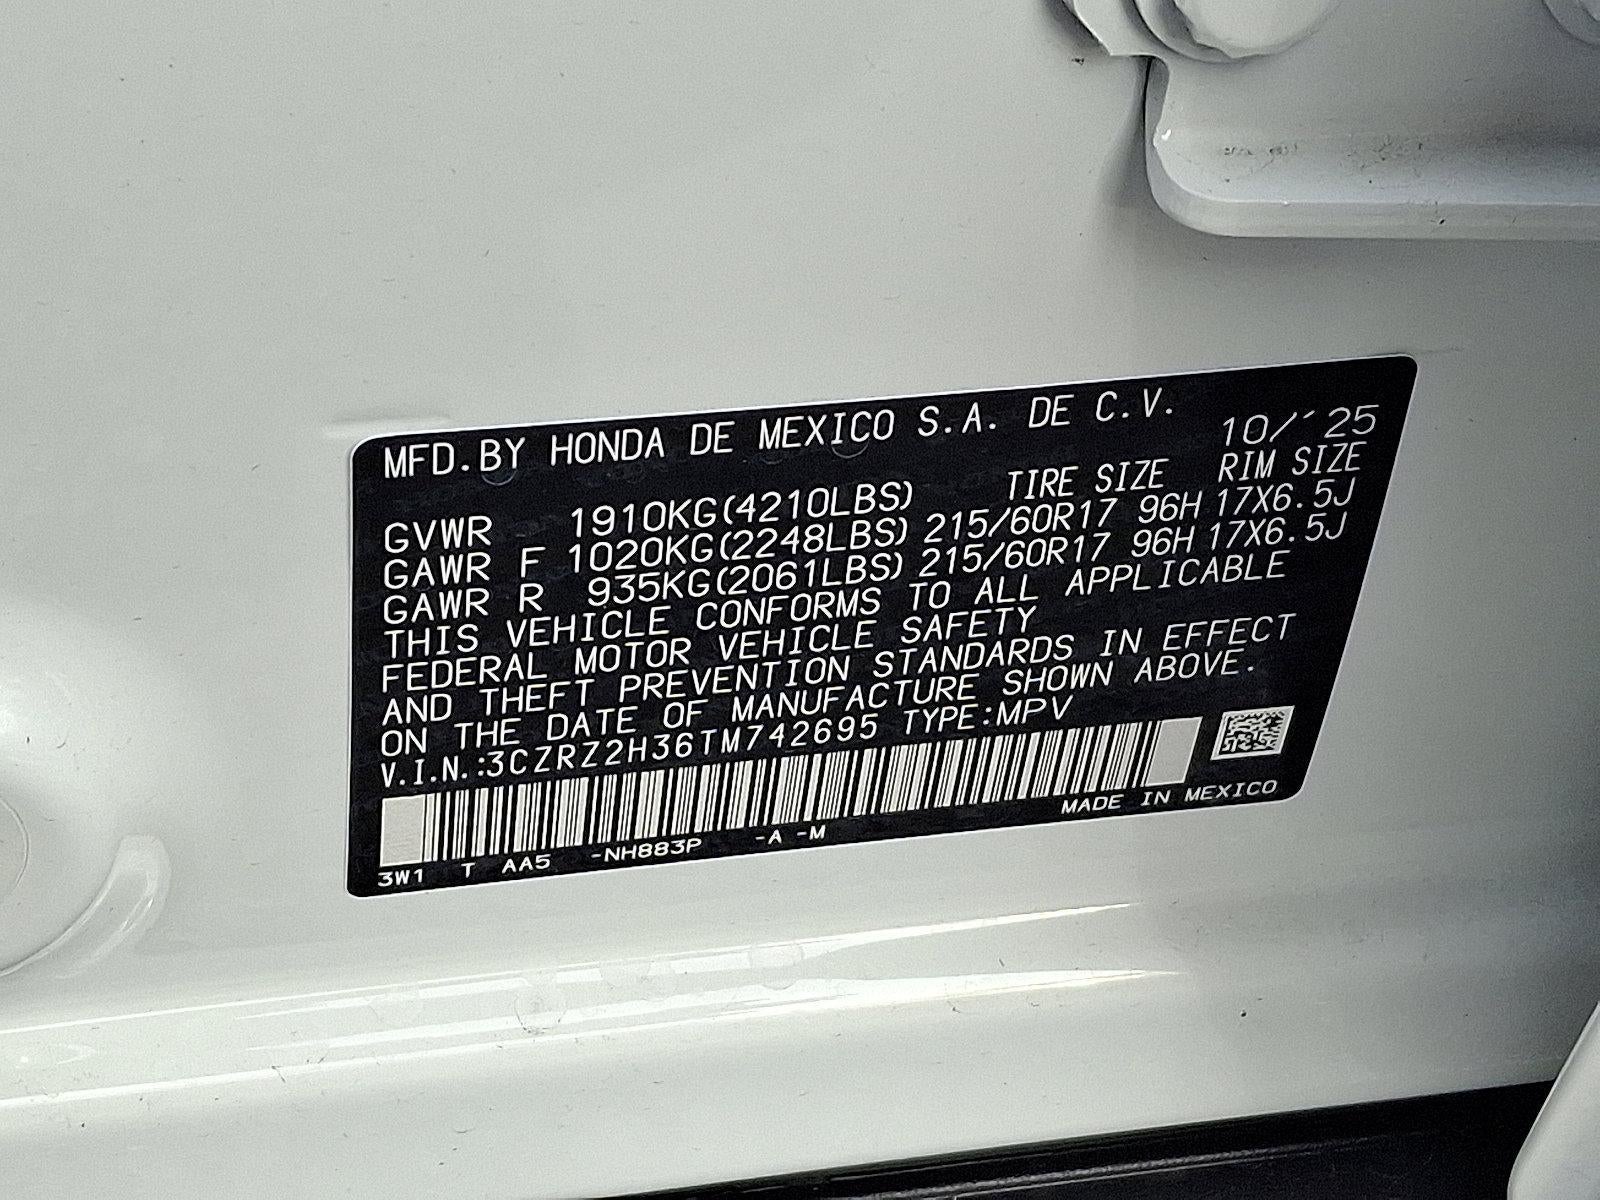 MFD.BY HONDA DE MEXICO S.A. DE C.V.
10/´25
TIRE SIZE RIM SIZE
GVWR 1910KG(4210LBS)
GAWR F 1020KG(2248LBS) 215/60R17 96H 17X6.5J
GAWR R 935KG(2061LBS) 215/60R17 96H 17X6.5J
THIS VEHICLE CONFORMS TO ALL APPLICABLE
FEDERAL MOTOR VEHICLE SAFETY
AND THEFT PREVENTION STANDARDS IN EFFECT
ON THE DATE OF MANUFACTURE SHOWN ABOVE.
V.I.N.:3CZRZ2H36TM742695 TYPE:MPV
MADE IN MEXICO
3W1 T AA5 -NH883P -A -M